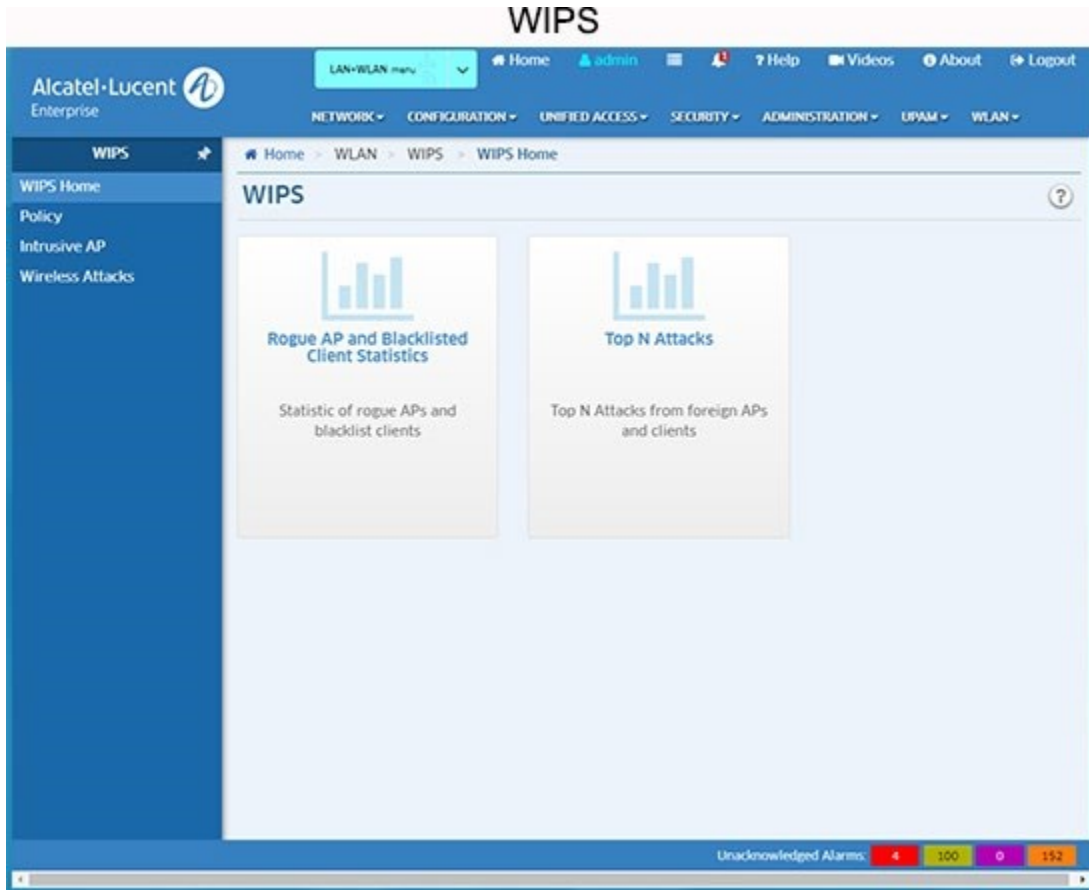 WIPS
Alcatel·Lucent
Enterprise
LAN+WLAN menu
Home admin ? Help Videos About Logout
NETWORK CONFIGURATION UNIFIED ACCESS SECURITY ADMINISTRATION UPAM WLAN
WIPS
WIPS Home
Policy
Intrusive AP
Wireless Attacks
Home > WLAN > WIPS > WIPS Home
WIPS
?
Rogue AP and Blacklisted
Client Statistics
Statistic of rogue APs and
blacklist clients
Top N Attacks
Top N Attacks from foreign APs
and clients
Unacknowledged Alarms: 4 100 0 152